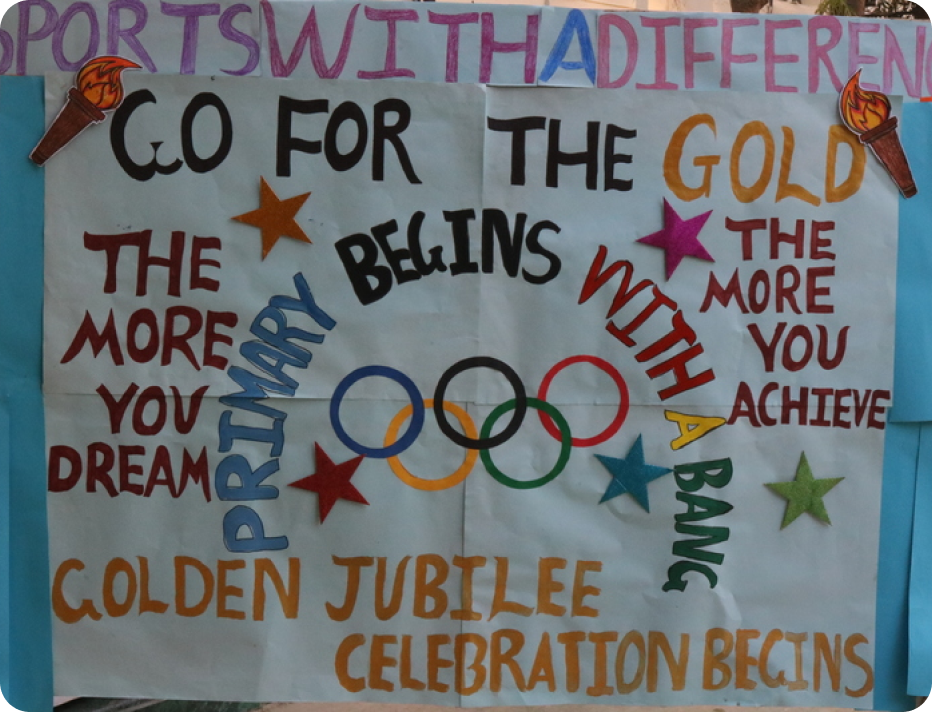 SPORTS WITH A DIFFERENC
GO FOR THE GOLD
THE
MORE
YOU
DREAM
PRIMARY BEGINS WITH A BANG
THE
MORE
YOU
ACHIEVE
GOLDEN JUBILEE
CELEBRATION BEGINS